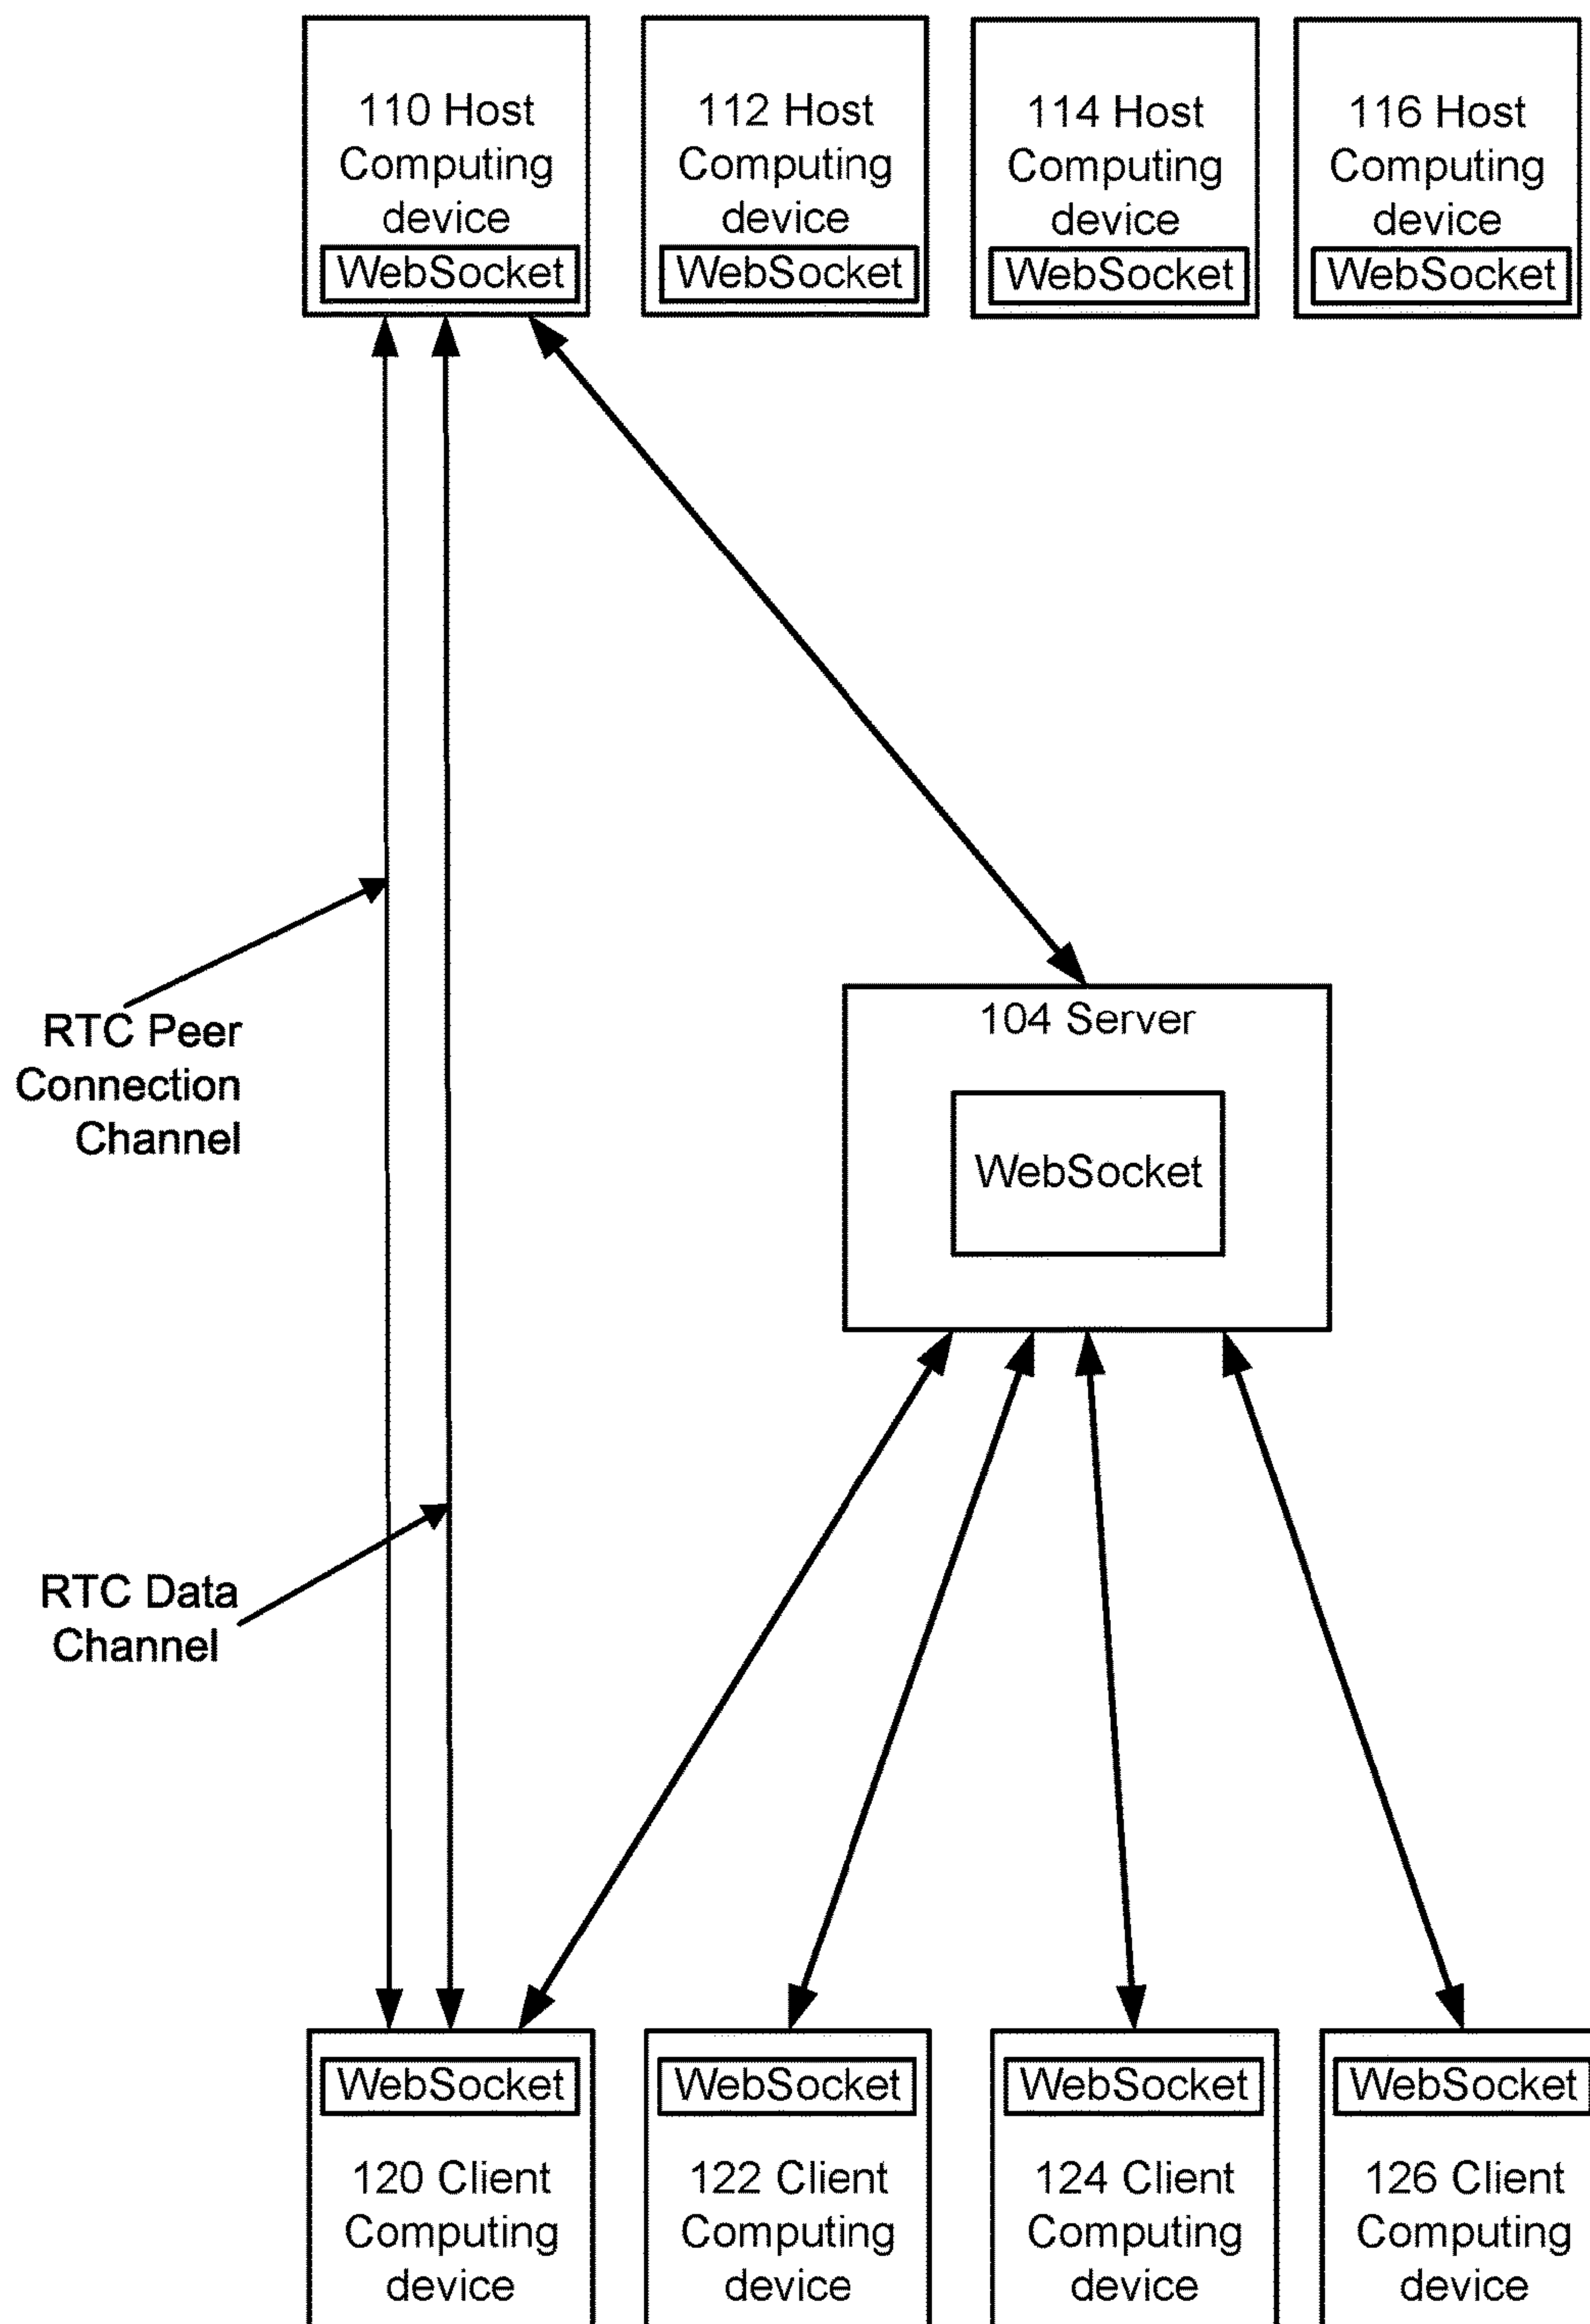 110 Host
Computing
device
WebSocket
112 Host
Computing
device
WebSocket
114 Host
Computing
device
WebSocket
116 Host
Computing
device
WebSocket
RTC Peer
Connection
Channel
104 Server
WebSocket
RTC Data
Channel
WebSocket
120 Client
Computing
device
WebSocket
122 Client
Computing
device
WebSocket
124 Client
Computing
device
WebSocket
126 Client
Computing
device